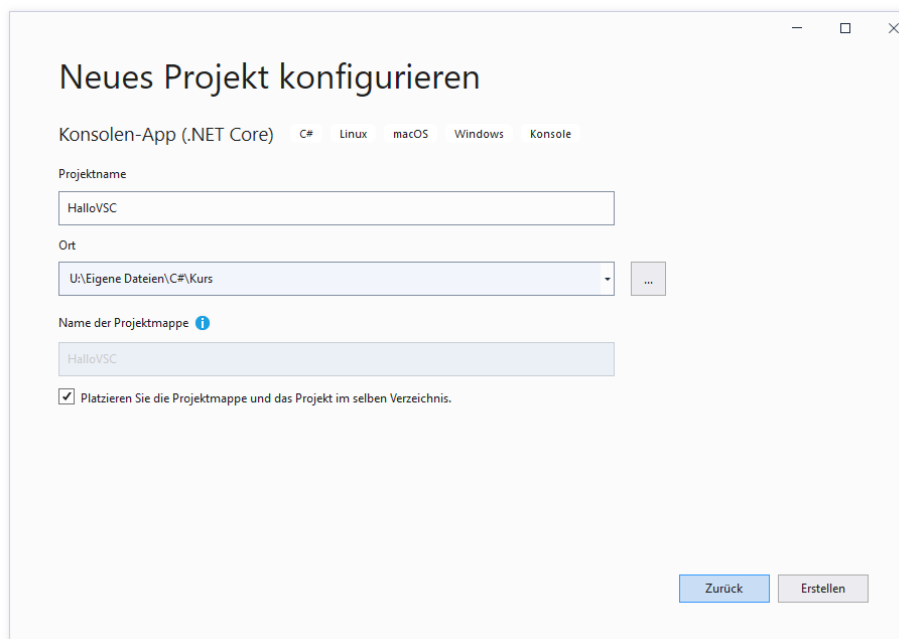 Neues Projekt konfigurieren
Konsolen-App (.NET Core) C# Linux macOS Windows Konsole
Projektname
HalloVSC
Ort
U:\Eigene Dateien\C#\Kurs
...
Name der Projektmappe i
HalloVSC
Platzieren Sie die Projektmappe und das Projekt im selben Verzeichnis.
Zurück Erstellen